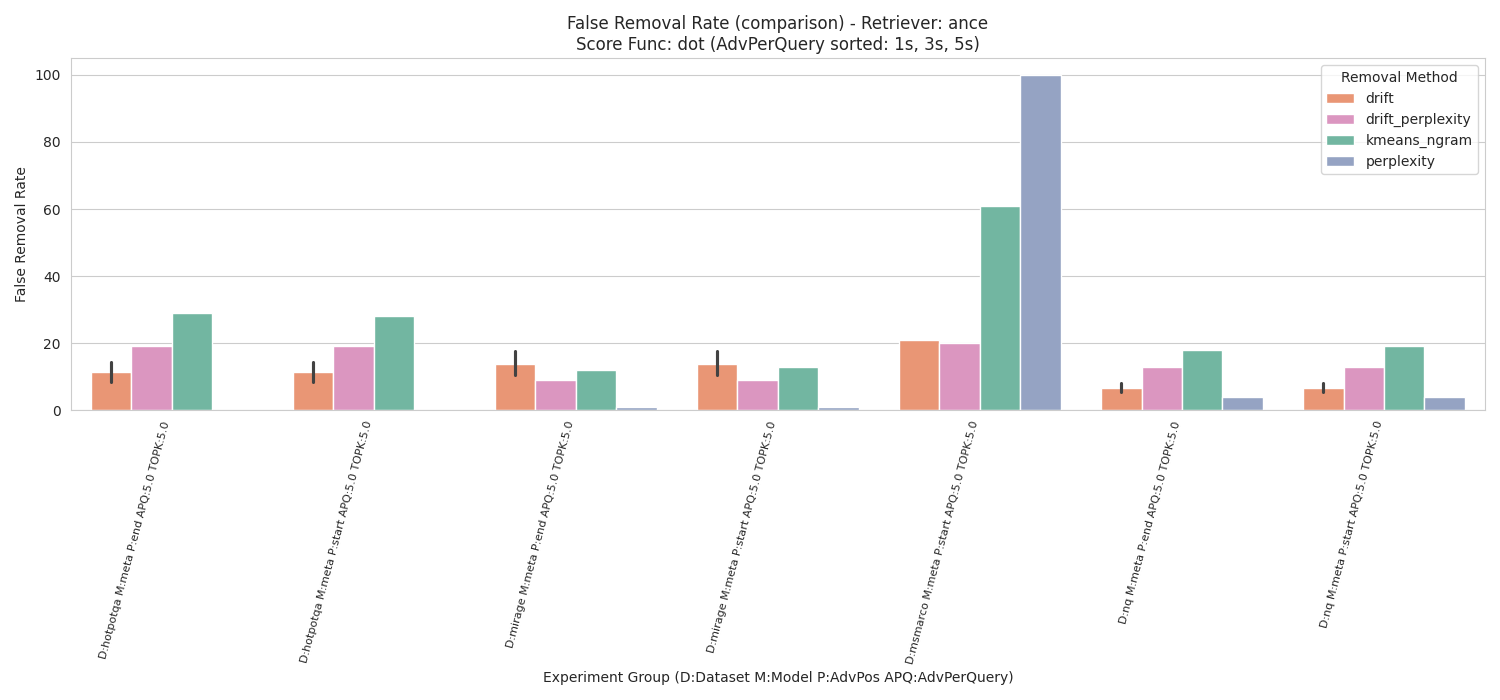 False Removal Rate (comparison) - Retriever: ance
Score Func: dot (AdvPerQuery sorted: 1s, 3s, 5s)
False Removal Rate
100
80
60
40
20
0
Removal Method
drift
drift_perplexity
kmeans_ngram
perplexity
D:hotpotqa M:meta P:end APQ:5.0 TOPK:5.0
D:hotpotqa M:meta P:start APQ:5.0 TOPK:5.0
D:mirage M:meta P:end APQ:5.0 TOPK:5.0
D:mirage M:meta P:start APQ:5.0 TOPK:5.0
D:msmarco M:meta P:start APQ:5.0 TOPK:5.0
D:nq M:meta P:end APQ:5.0 TOPK:5.0
D:nq M:meta P:start APQ:5.0 TOPK:5.0
Experiment Group (D:Dataset M:Model P:AdvPos APQ:AdvPerQuery)